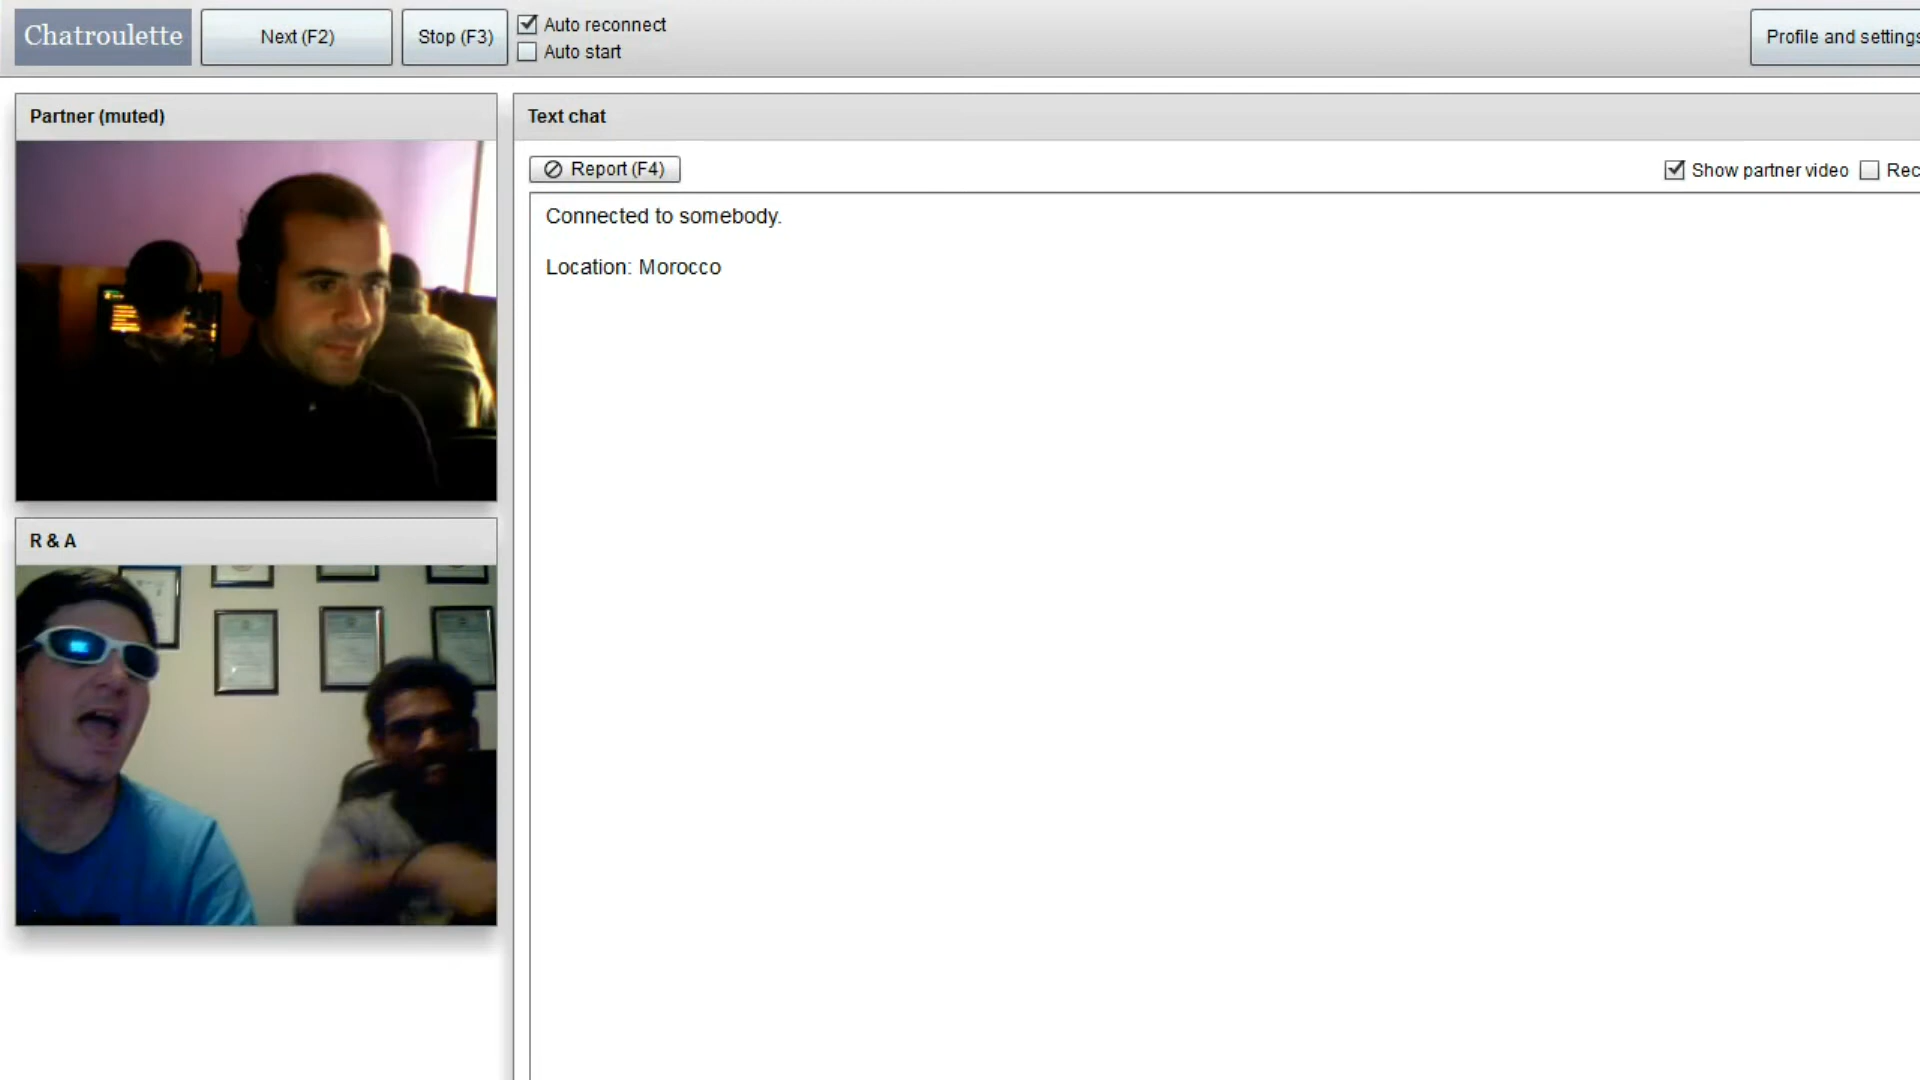 Chatroulette
Next (F2)
Stop (F3)
Auto reconnect
Auto start
Profile and settings
Partner (muted)
Text chat
Report (F4)
Show partner video
Rec
Connected to somebody.
Location: Morocco
R & A